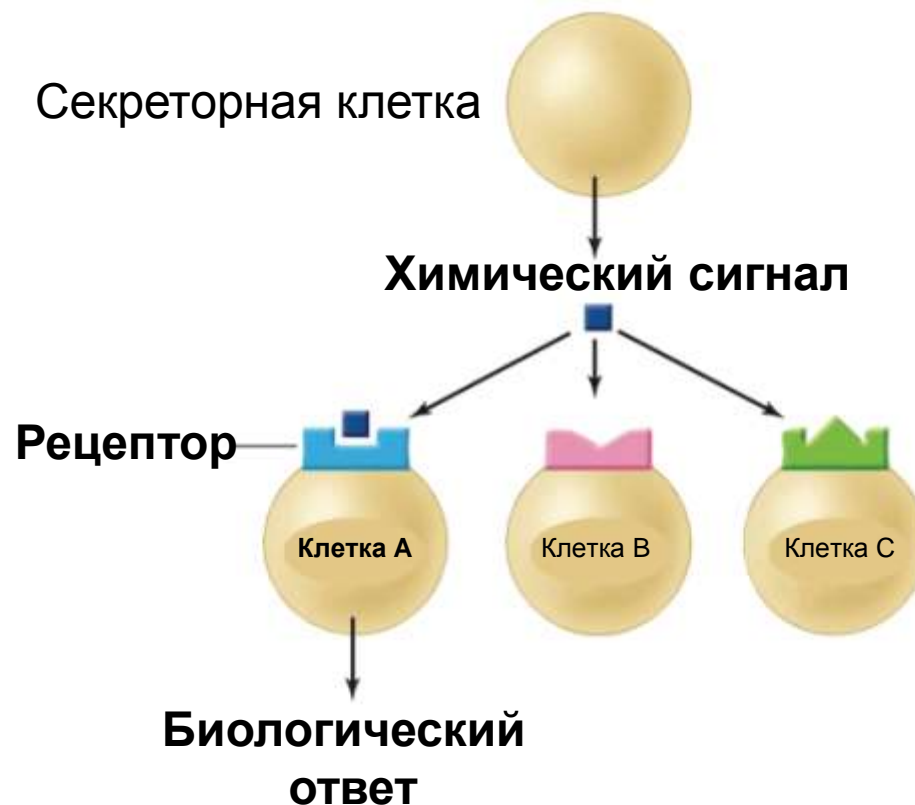 Секреторная клетка
Химический сигнал
Рецептор
Клетка А
Клетка В
Клетка С
Биологический
ответ